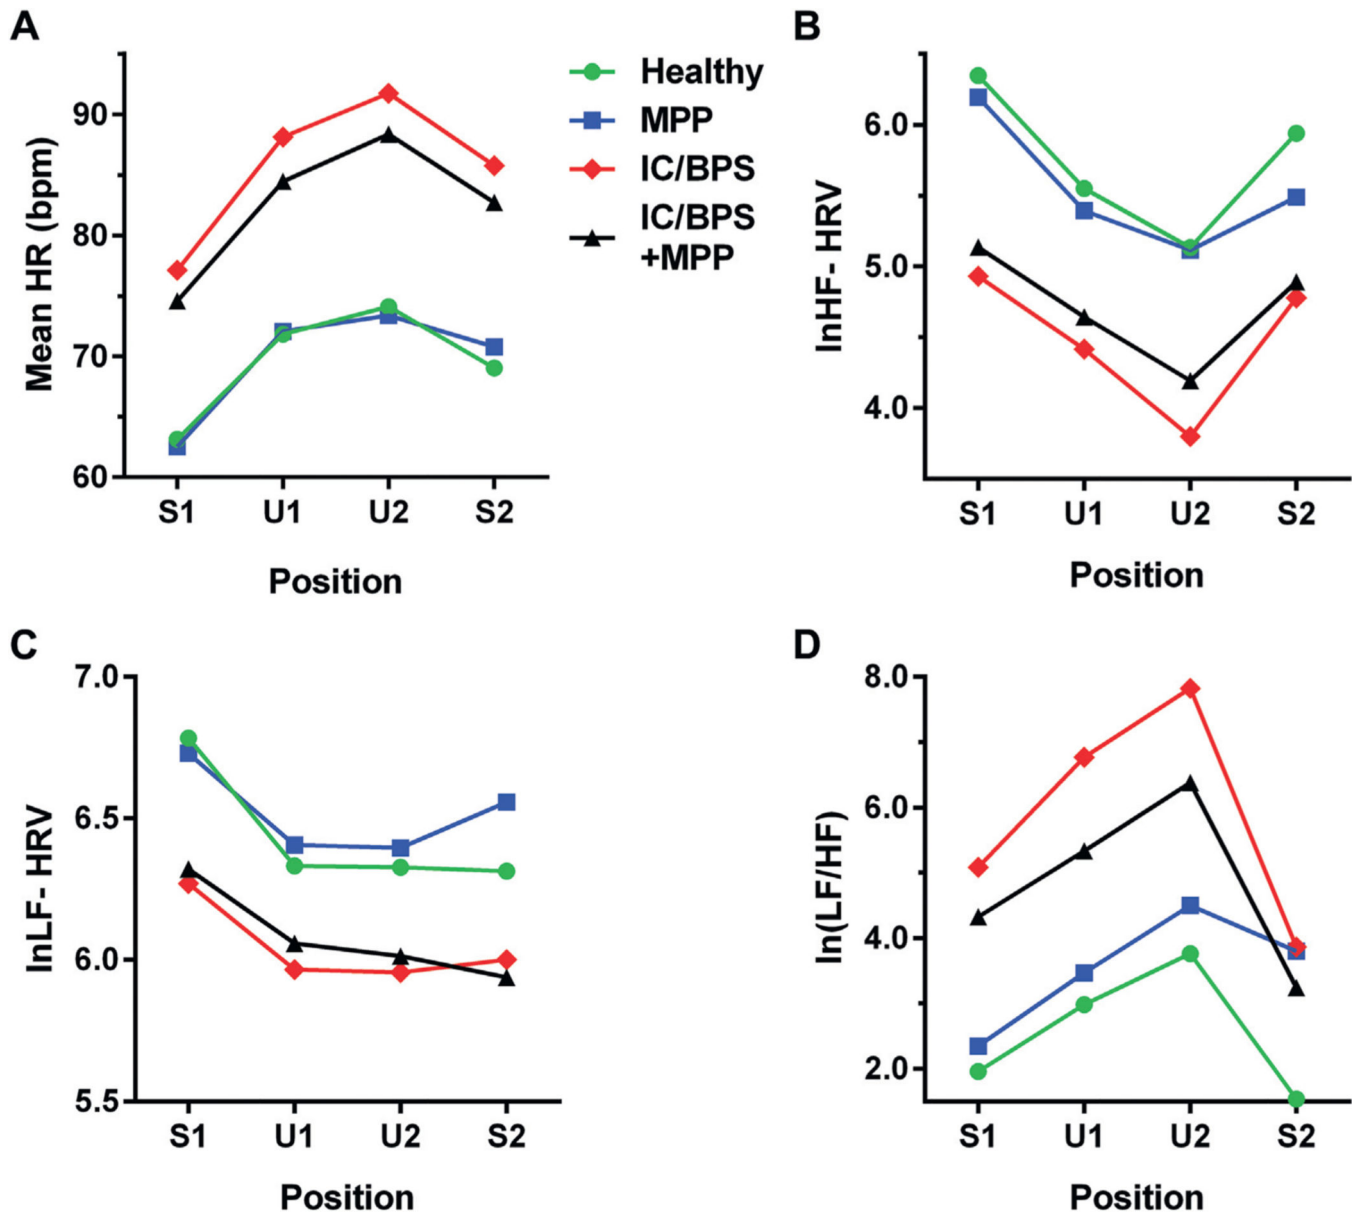 A
Mean HR (bpm)
90
80
70
60
S1 U1 U2 S2
Position
Healthy
MPP
IC/BPS
IC/BPS
+MPP
B
lnHF- HRV
6.0
5.0
4.0
S1 U1 U2 S2
Position
C
lnLF- HRV
7.0
6.5
6.0
5.5
S1 U1 U2 S2
Position
D
ln(LF/HF)
8.0
6.0
4.0
2.0
S1 U1 U2 S2
Position